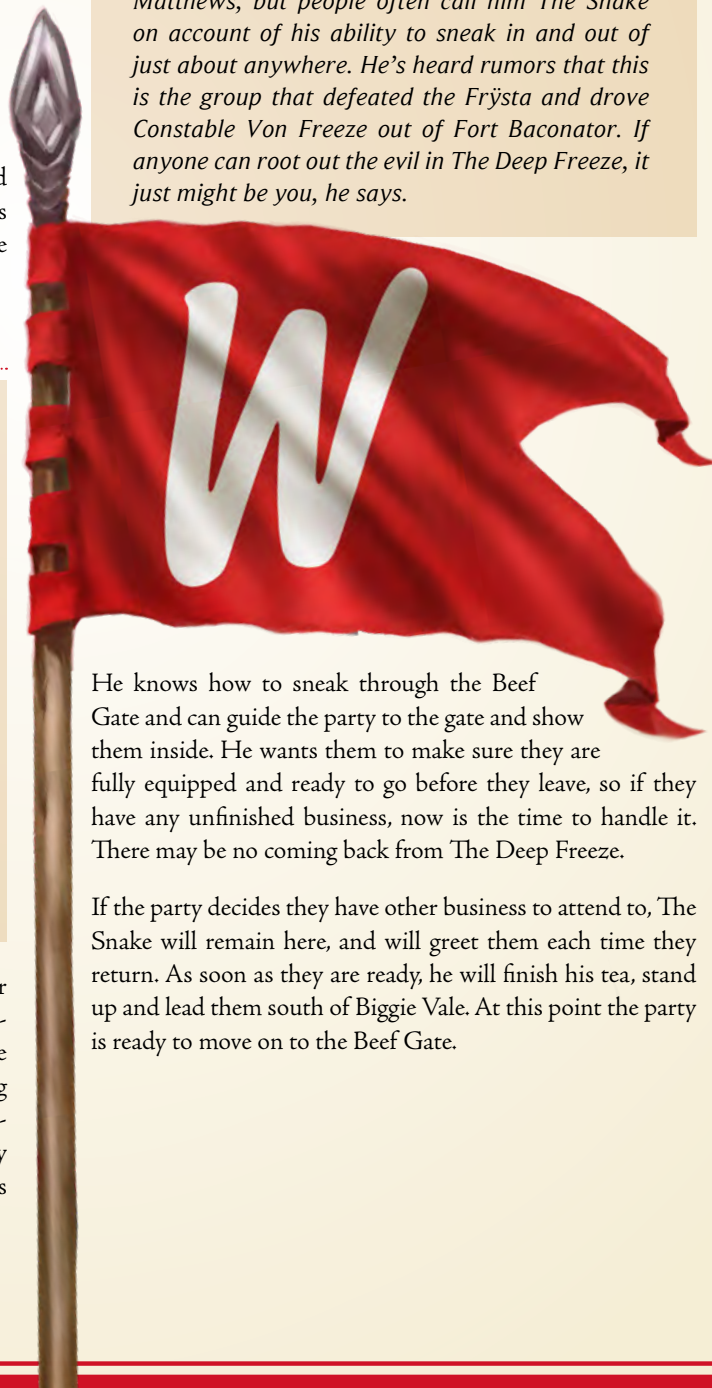 Matthews, but people often call him The Snake
on account of his ability to sneak in and out of
just about anywhere. He's heard rumors that this
is the group that defeated the Frÿsta and drove
Constable Von Freeze out of Fort Baconator. If
anyone can root out the evil in The Deep Freeze, it
just might be you, he says.
W
He knows how to sneak through the Beef
Gate and can guide the party to the gate and show
them inside. He wants them to make sure they are
fully equipped and ready to go before they leave, so if they
have any unfinished business, now is the time to handle it.
There may be no coming back from The Deep Freeze.
If the party decides they have other business to attend to, The
Snake will remain here, and will greet them each time they
return. As soon as they are ready, he will finish his tea, stand
up and lead them south of Biggie Vale. At this point the party
is ready to move on to the Beef Gate.